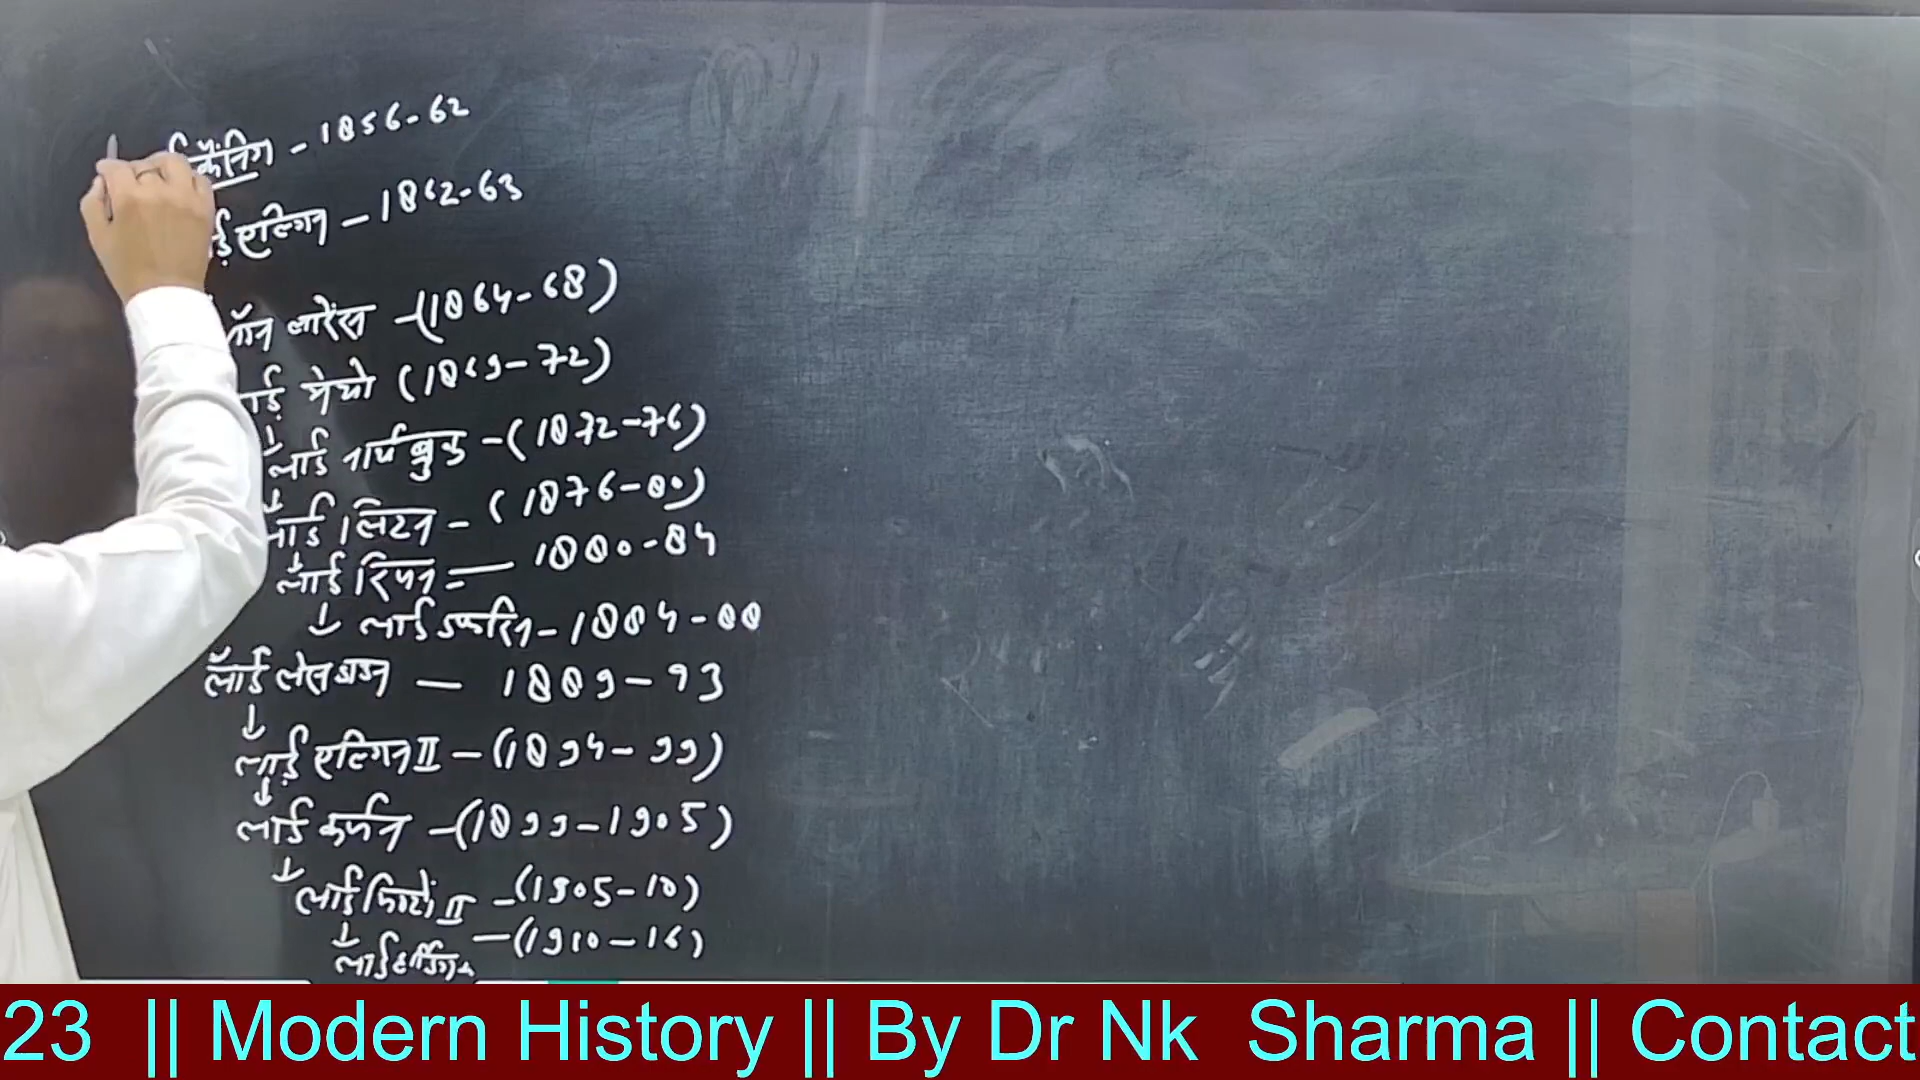 कैनिंग - 1856-62
एल्गिन - 1862-63
लारेंस - (1864-68)
मेयो (1869-72)
लार्ड नार्थब्रुक - (1872-76)
लार्ड लिटन - (1876-80)
लार्ड रिपन - 1880-84
लार्ड डफरिन - 1884-88
लॉर्ड लेसडाउन - 1889-93
लार्ड़ एल्गिन II - (1894-99)
लार्ड कर्जन - (1899-1905)
लार्ड मिण्टों II - (1905-10)
लार्ड हार्डिंग - (1910-16)
23 || Modern History || By Dr Nk Sharma || Contact